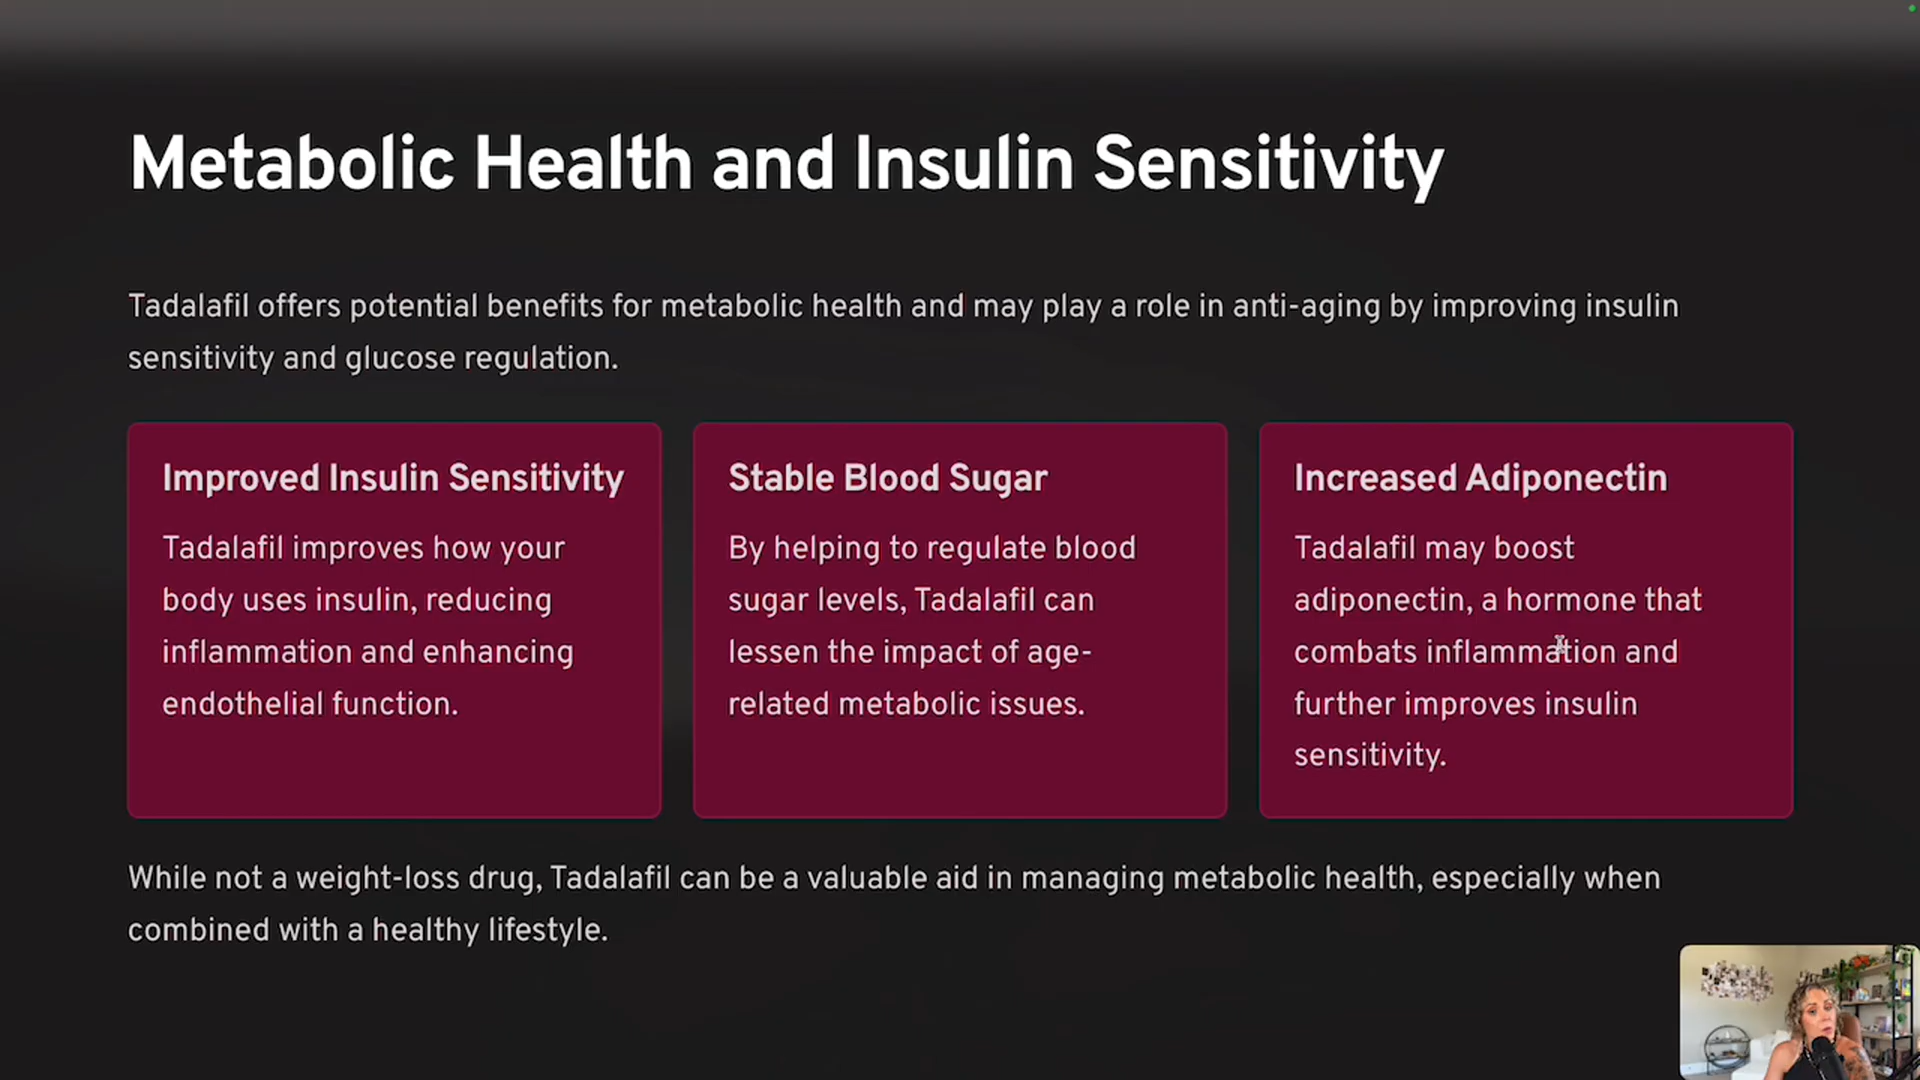 Metabolic Health and Insulin Sensitivity
Tadalafil offers potential benefits for metabolic health and may play a role in anti-aging by improving insulin
sensitivity and glucose regulation.
Improved Insulin Sensitivity
Tadalafil improves how your
body uses insulin, reducing
inflammation and enhancing
endothelial function.
Stable Blood Sugar
By helping to regulate blood
sugar levels, Tadalafil can
lessen the impact of age-
related metabolic issues.
Increased Adiponectin
Tadalafil may boost
adiponectin, a hormone that
combats inflammation and
further improves insulin
sensitivity.
While not a weight-loss drug, Tadalafil can be a valuable aid in managing metabolic health, especially when
combined with a healthy lifestyle.